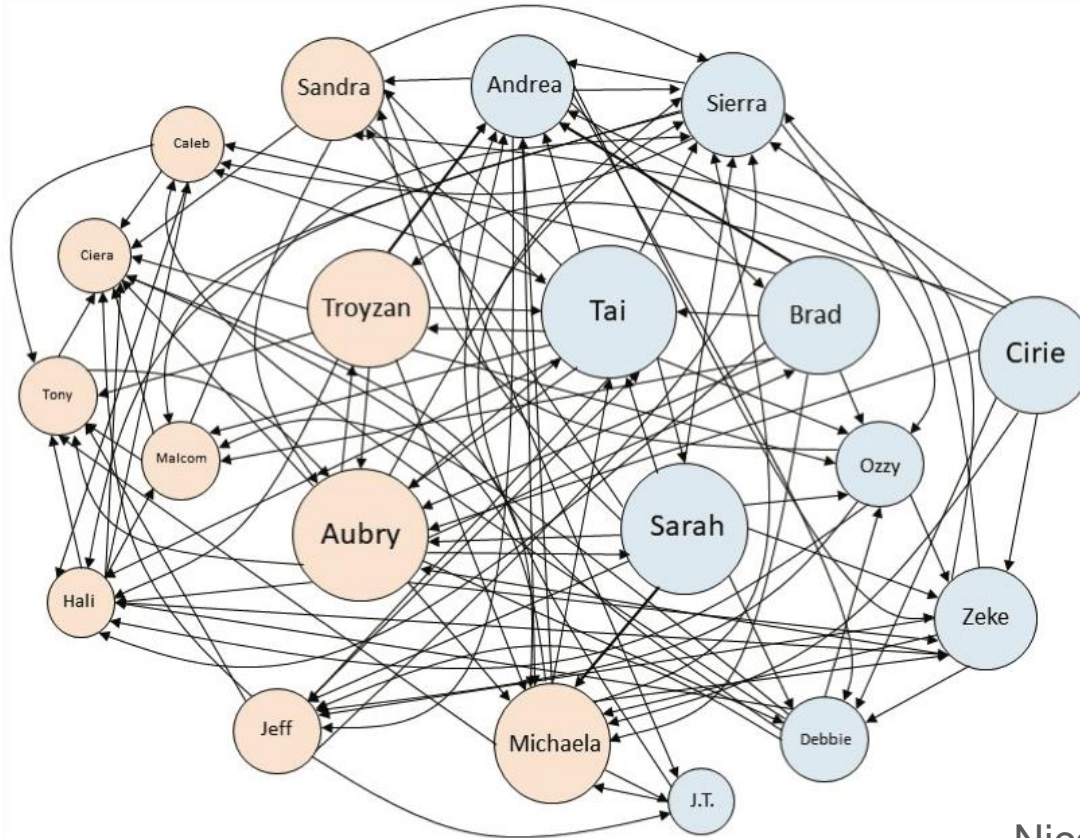 Sandra
Andrea
Sierra
Caleb
Ciera
Troyzan
Tai
Brad
Cirie
Tony
Malcom
Ozzy
Aubry
Sarah
Hali
Zeke
Jeff
Michaela
Debbie
J.T.